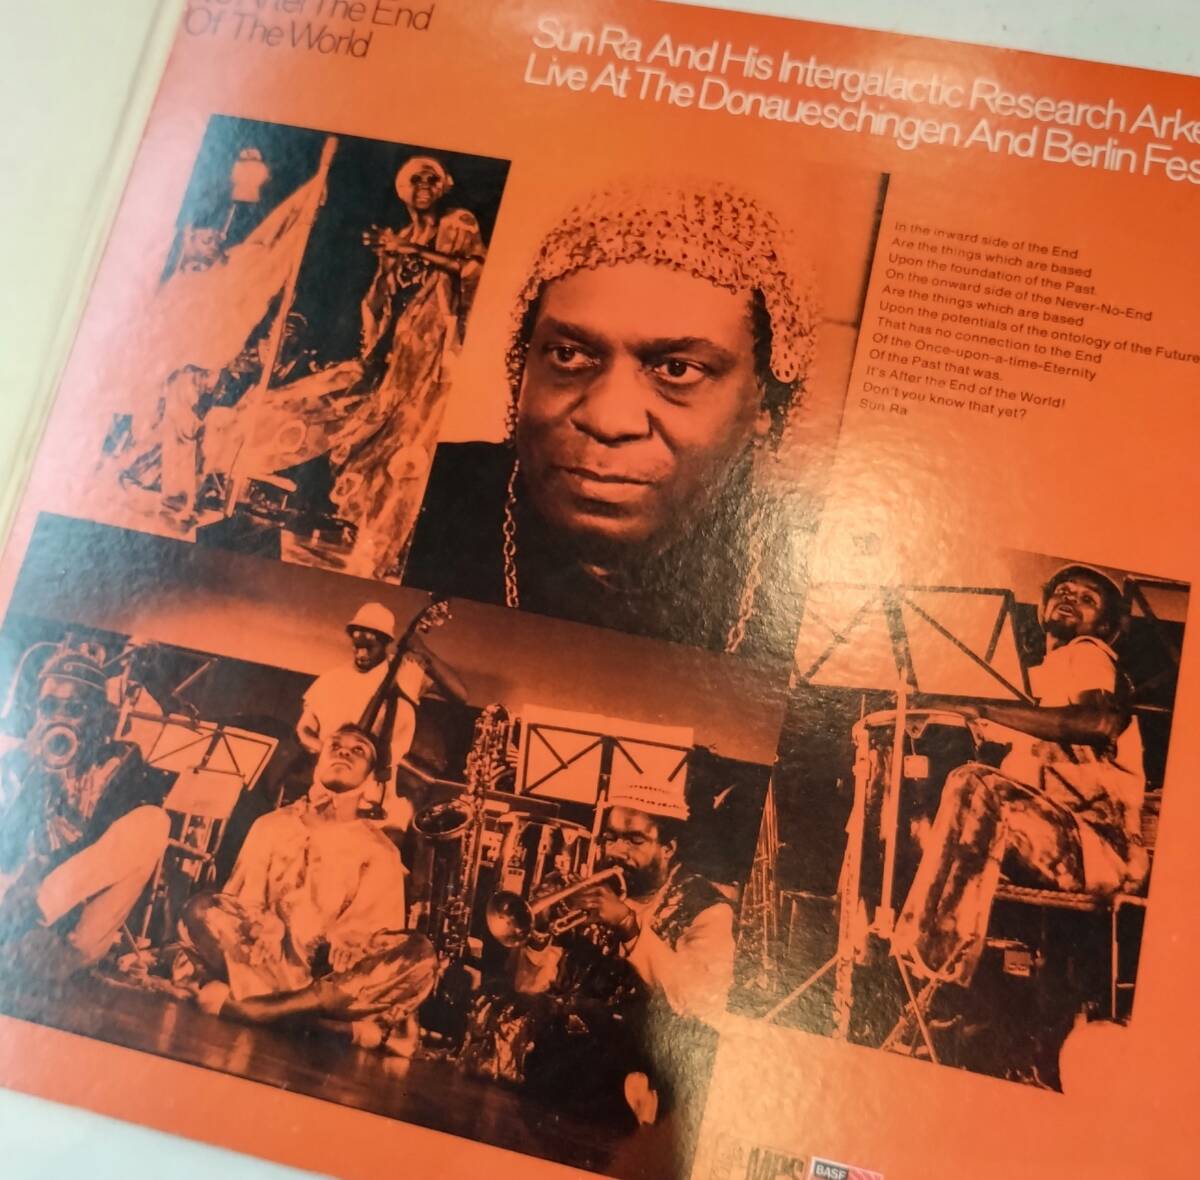 After The End
Of The World
Sun Ra And His Intergalactic Research
Live At The Donaueschingen And Berlin
In the inward side of the End
Are the things which are based
Upon the foundation of the Past.
On the onward side of the Never-No-End
Are the things which are based
Upon the potentials of the ontology of the Future
That has no connection to the End
Of the Once-upon-a-time-Eternity
Of the Past that was.
It's After the End of the World!
Don't you know that yet?
Sun Ra
MPS
BASF